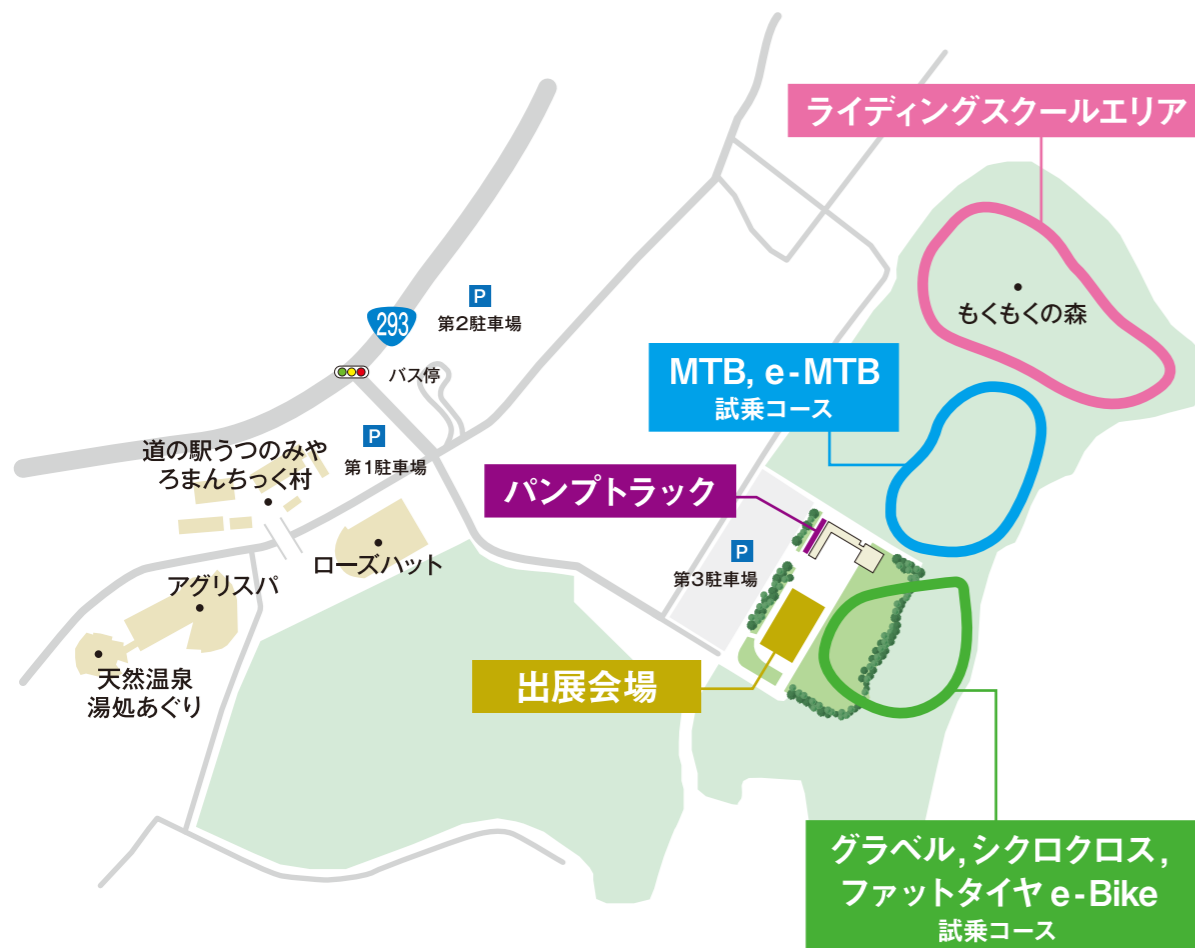 ライディングスクールエリア
もくもくの森
P
第2駐車場
293
バス停
MTB, e-MTB
試乗コース
P
第1駐車場
道の駅うつのみや
ろまんちっく村
パンプトラック
P
第3駐車場
ローズハット
アグリスパ
天然温泉
湯処あぐり
出展会場
グラベル,シクロクロス,
ファットタイヤ e-Bike
試乗コース